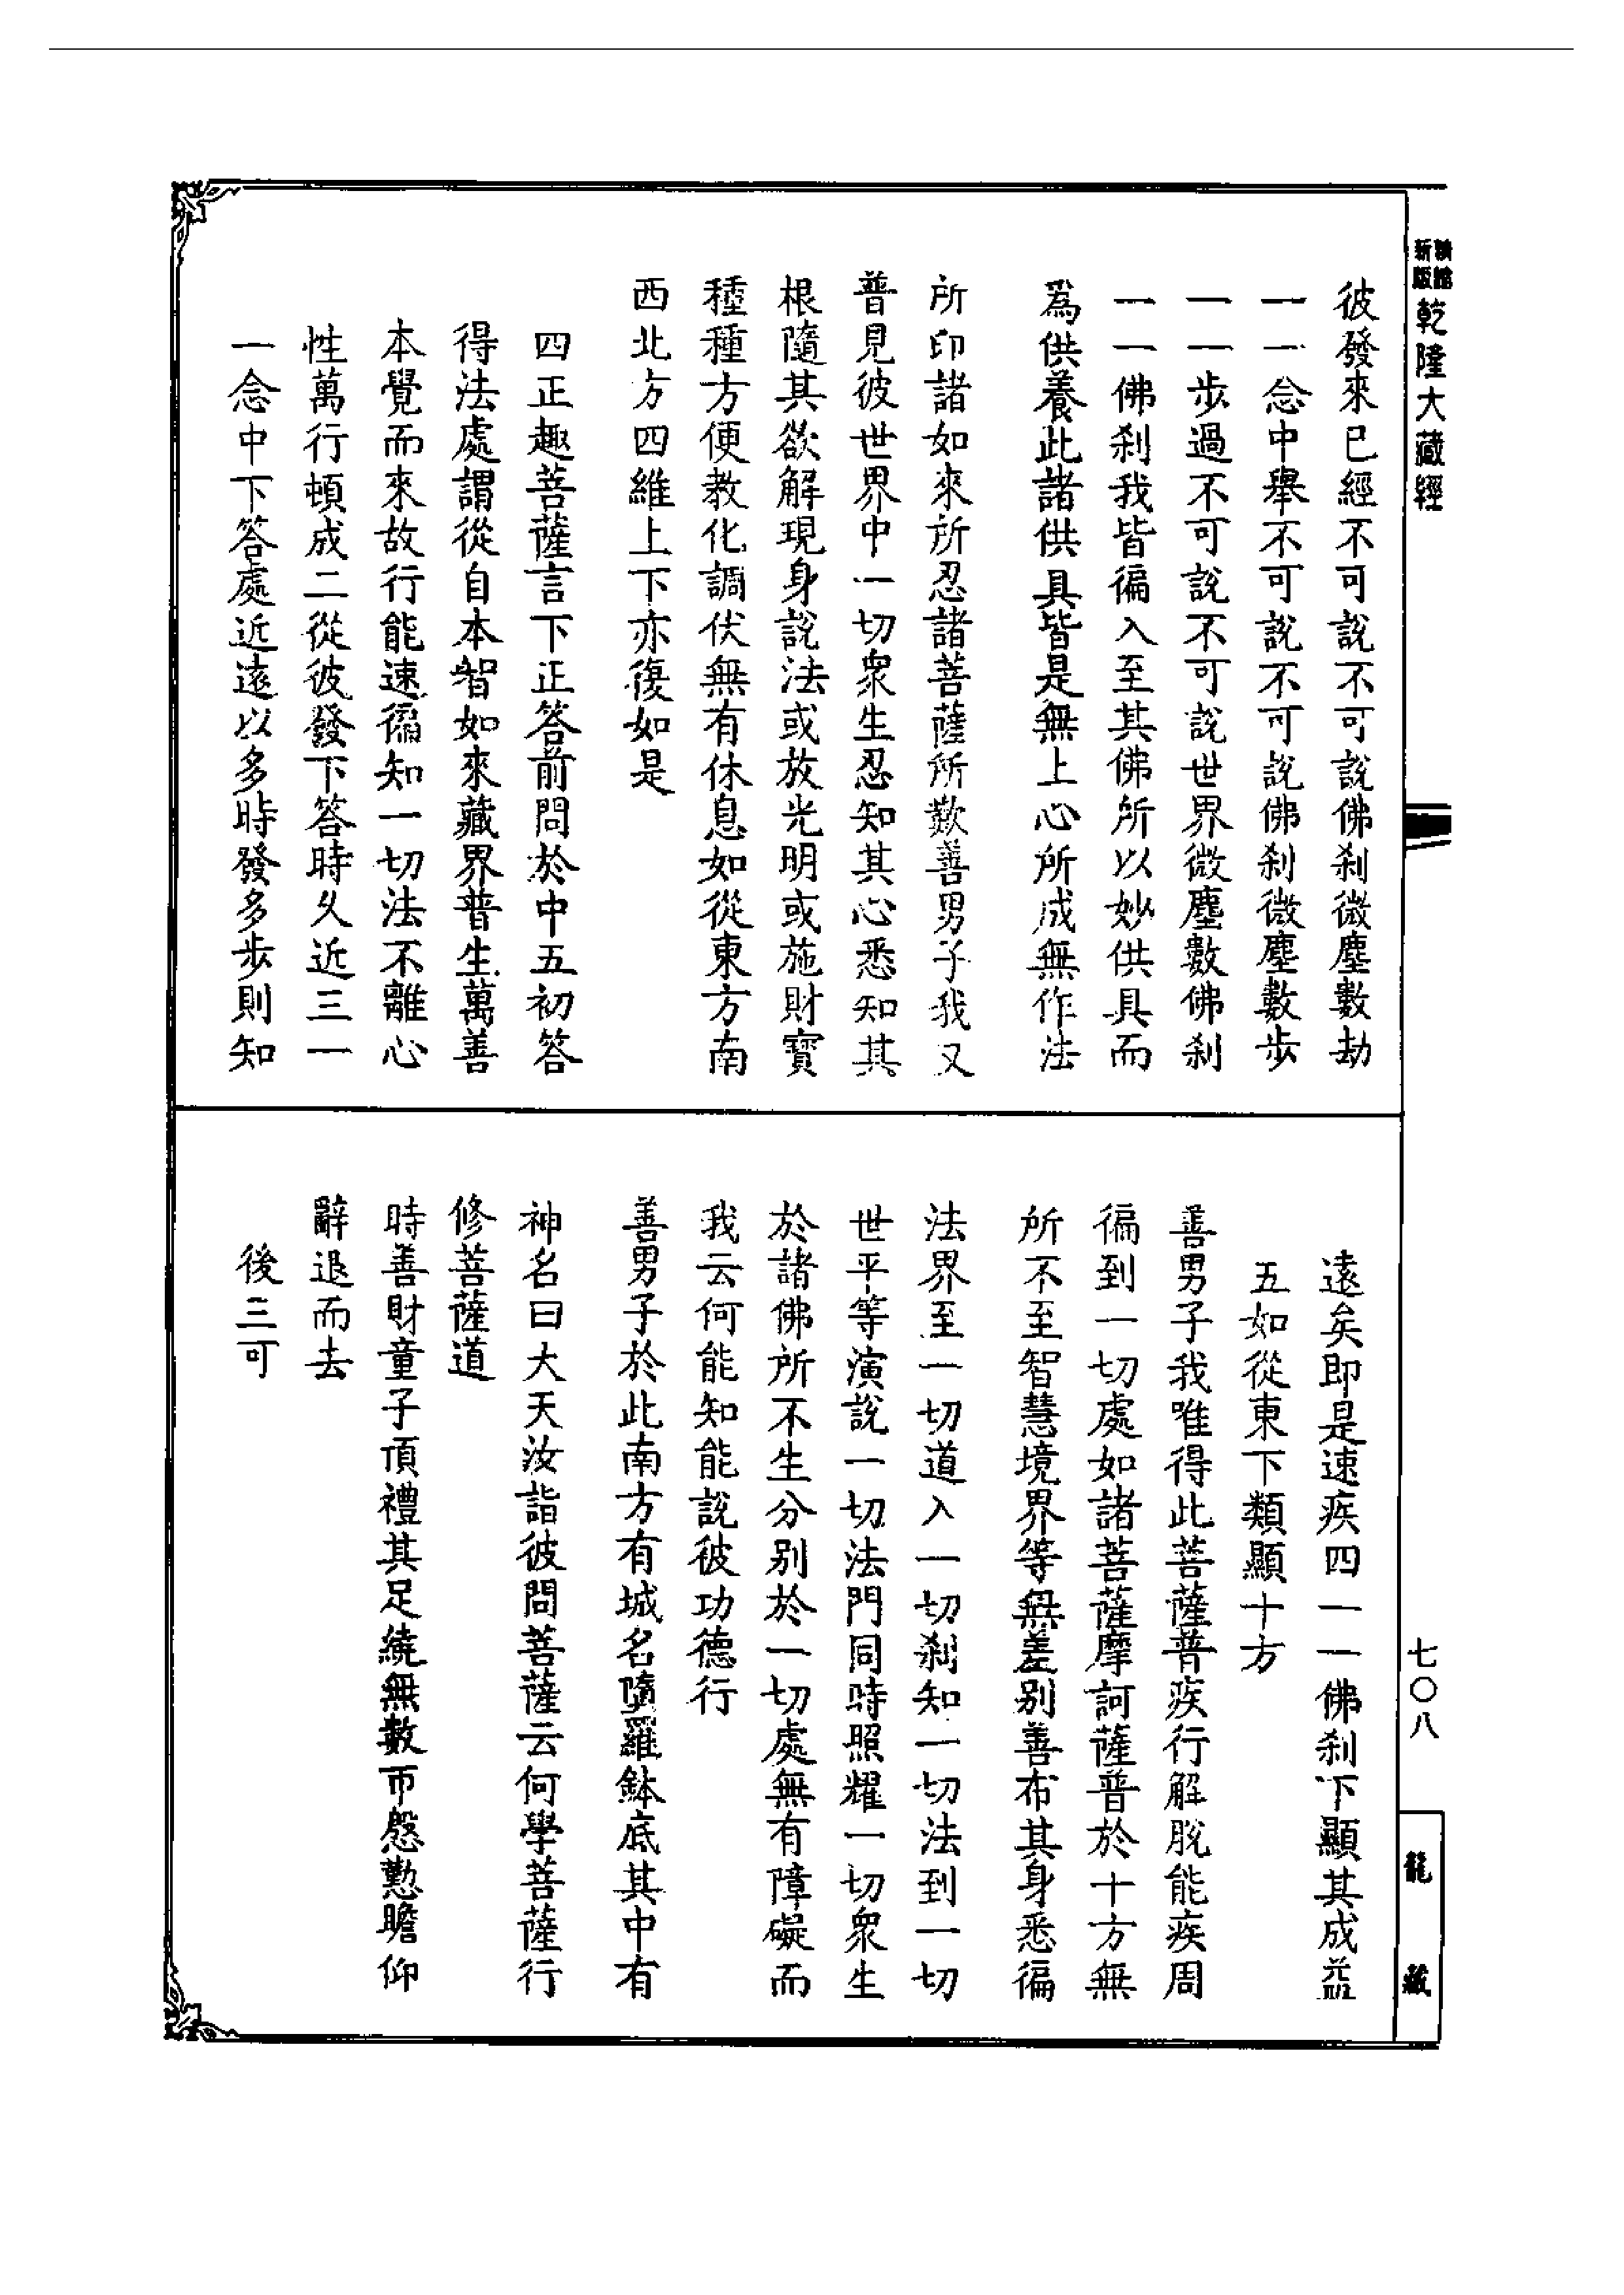 乾隆大藏經
彼發來已經不可說不可說佛刹微塵數劫
一一念中舉不可說不可說佛刹微塵數步
一一步過不可說不可說世界微塵數佛刹
一一佛刹我皆徧入至其佛所以妙供具而
爲供養此諸供具皆是無上心所成無作法
所印諸如來所忍諸菩薩所歎善男子我又
普見彼世界中一切衆生忍知其心悉知其
根隨其欲解現身說法或放光明或施財寶
種種方便教化調伏無有休息如從東方南
西北方四維上下亦復如是
四正趣菩薩言下正答前問於中五初答
得法處謂從自本智如來藏界普生萬善
本覺而來故行能速徧知一切法不離心
性萬行頓成二從彼發下答時久近三一
一念中下答處近遠以多時發多步則知
遠矣即是速疾四一一佛刹下顯其成益
五如從東下類顯十方
善男子我唯得此菩薩普疾行解脫能疾周
徧到一切處如諸菩薩摩訶薩普於十方無
所不至智慧境界等無差別善布其身悉徧
法界至一切道入一切刹知一切法到一切
世平等演說一切法門同時照耀一切衆生
於諸佛所不生分別於一切處無有障礙而
我云何能知能說彼功德行
善男子於此南方有城名墮羅鉢底其中有
神名曰大天汝詣彼問菩薩云何學菩薩行
修菩薩道
時善財童子頂禮其足繞無數帀慇懃瞻仰
辭退而去
後三可
七〇八
龍藏